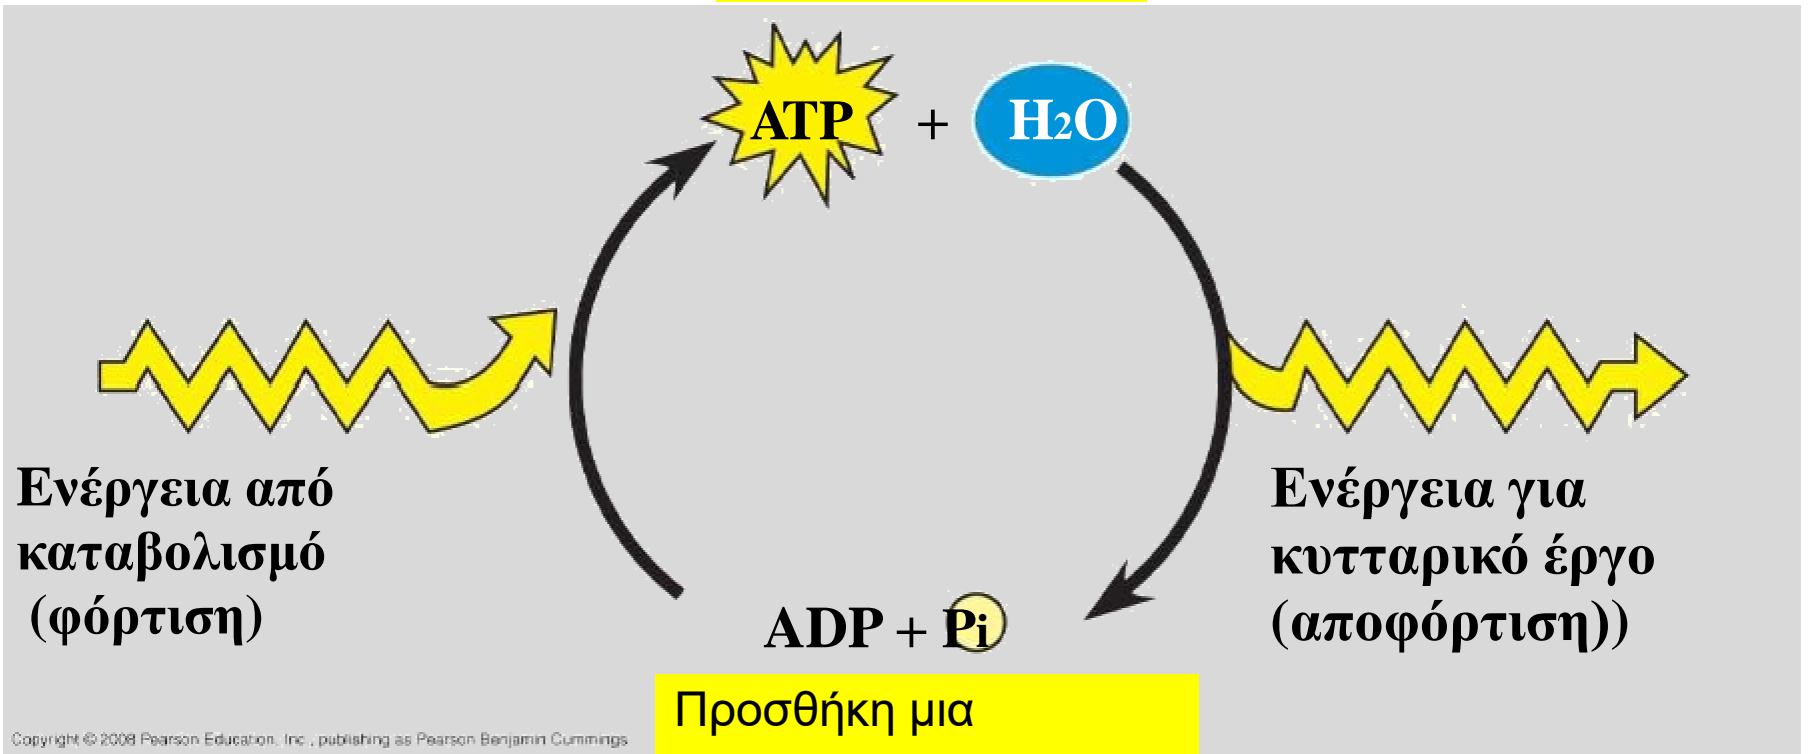 ATP + H2O
Ενέργεια από
καταβολισμό
(φόρτιση)
Ενέργεια για
κυτταρικό έργο
(αποφόρτιση))
ADP + Pi
Προσθήκη μια
Copyright © 2008 Pearson Education, Inc., publishing as Pearson Benjamin Cummings